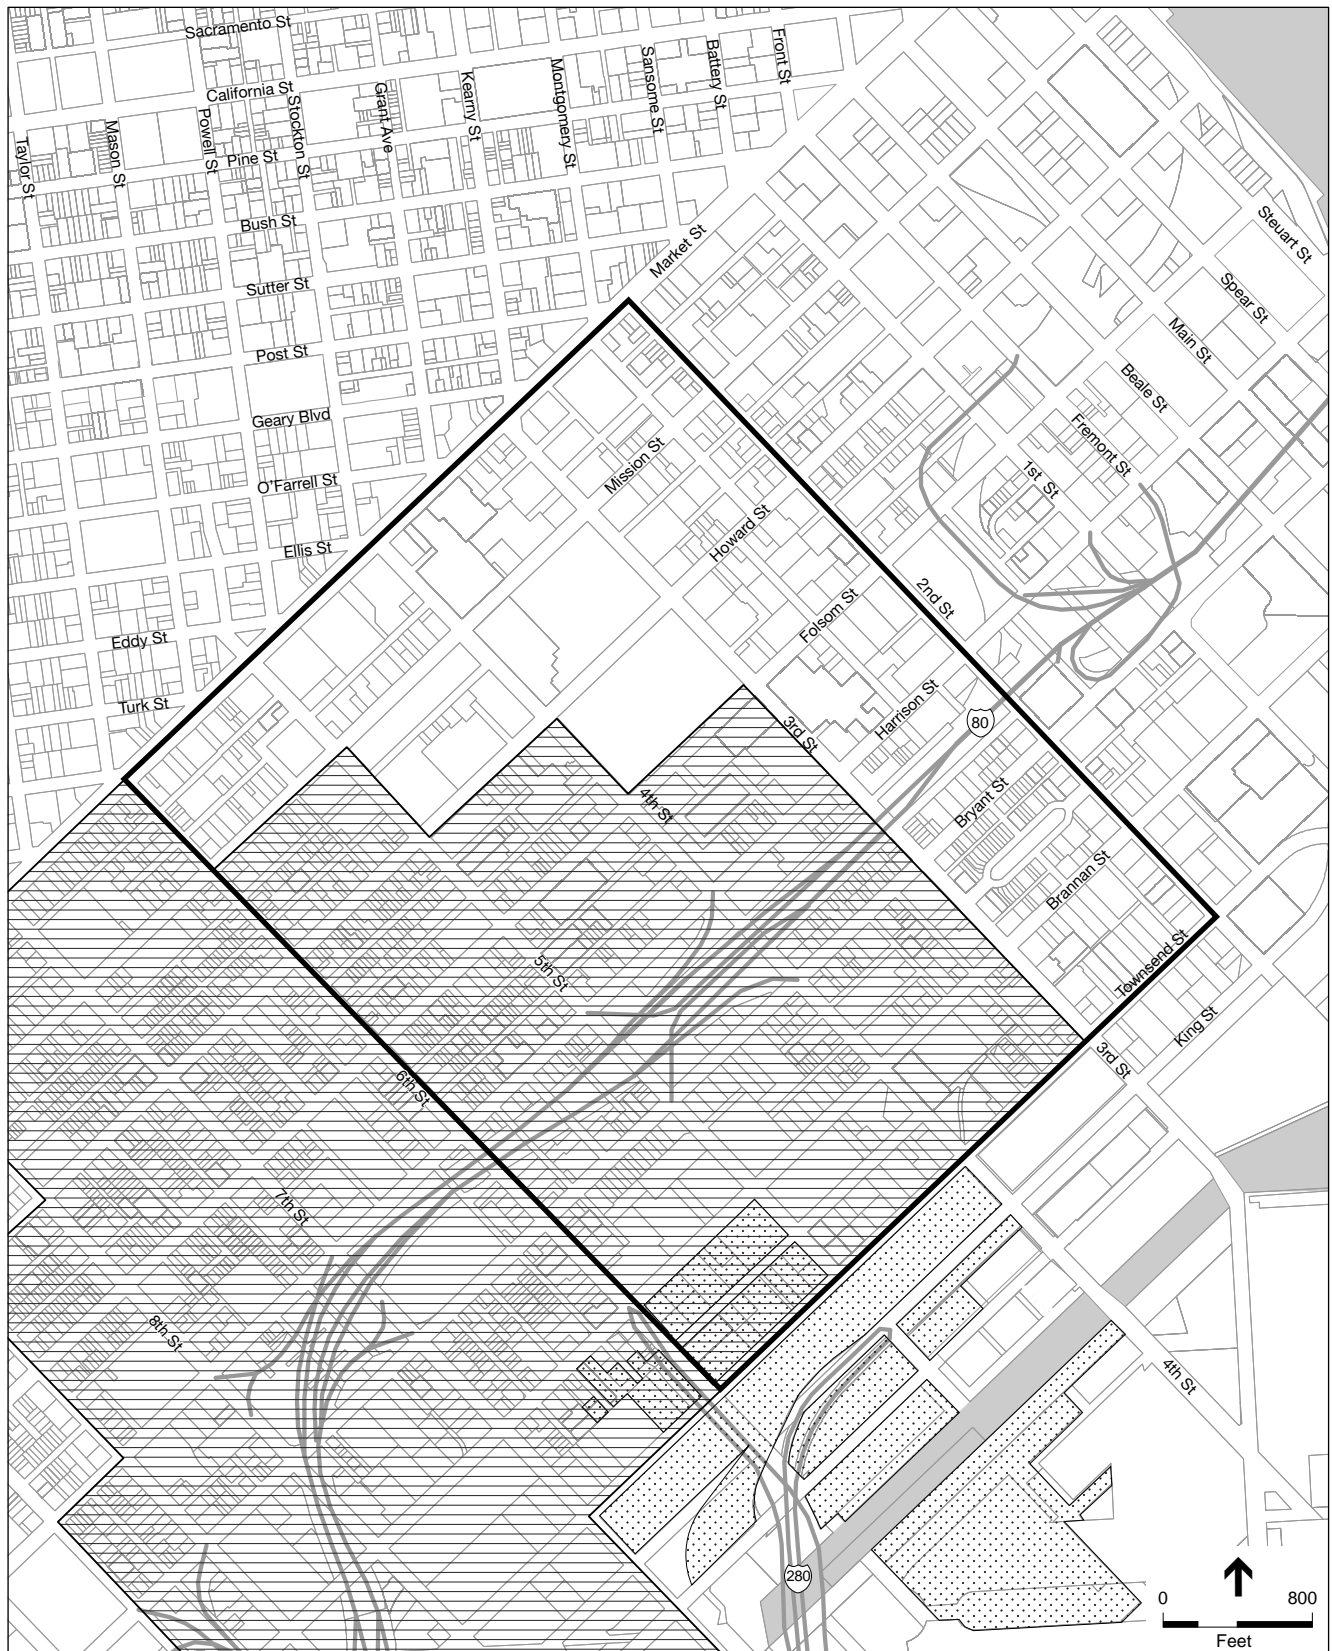 Sacramento St
California St
Pine St
Bush St
Sutter St
Post St
Geary Blvd
O'Farrell St
Ellis St
Eddy St
Turk St
Taylor St
Mason St
Powell St
Stockton St
Grant Ave
Kearny St
Montgomery St
Sansome St
Battery St
Front St
Market St
Mission St
Howard St
Folsom St
Harrison St
Bryant St
Brannan St
Townsend St
King St
Steuart St
Spear St
Main St
Beale St
Fremont St
1st St
2nd St
80
3rd St
4th St
5th St
6th St
7th St
8th St
3rd St
4th St
280
0 800
Feet